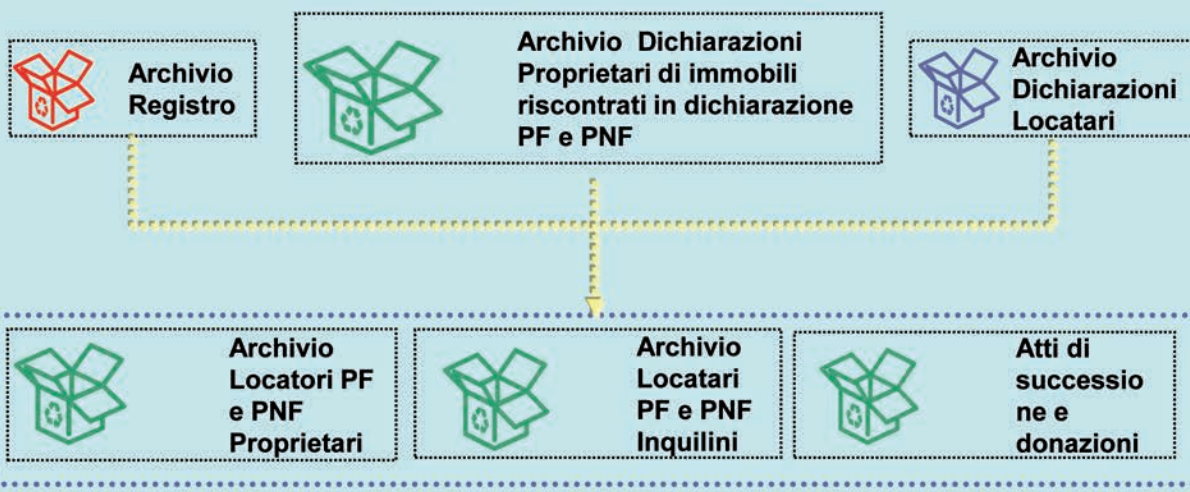 Archivio
Registro
Archivio Dichiarazioni
Proprietari di immobili
riscontrati in dichiarazione
PF e PNF
Archivio
Dichiarazioni
Locatari
Archivio
Locatori PF
e PNF
Proprietari
Archivio
Locatari
PF e PNF
Inquilini
Atti di
successio
ne e
donazioni